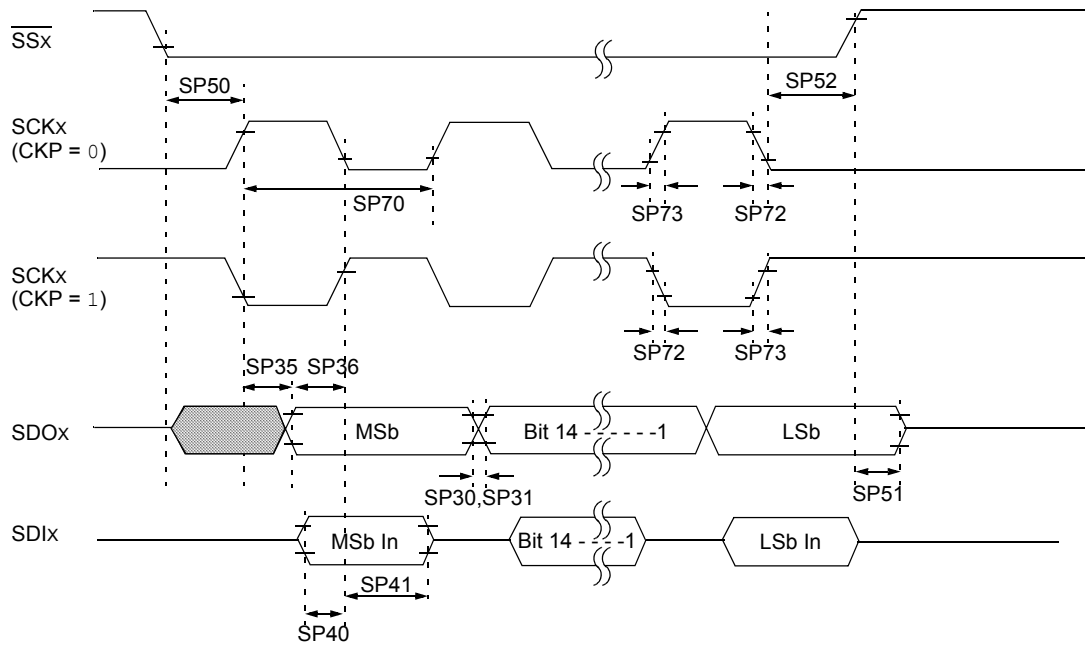 SSx
SP50
SP52
SCKx
(CKP = 0)
SP70
SP73
SP72
SCKx
(CKP = 1)
SP72
SP73
SP35
SP36
SDOx
MSb
Bit 14 - - - - - -1
LSb
SP30,SP31
SP51
SDIx
MSb In
Bit 14 - - - -1
LSb In
SP41
SP40